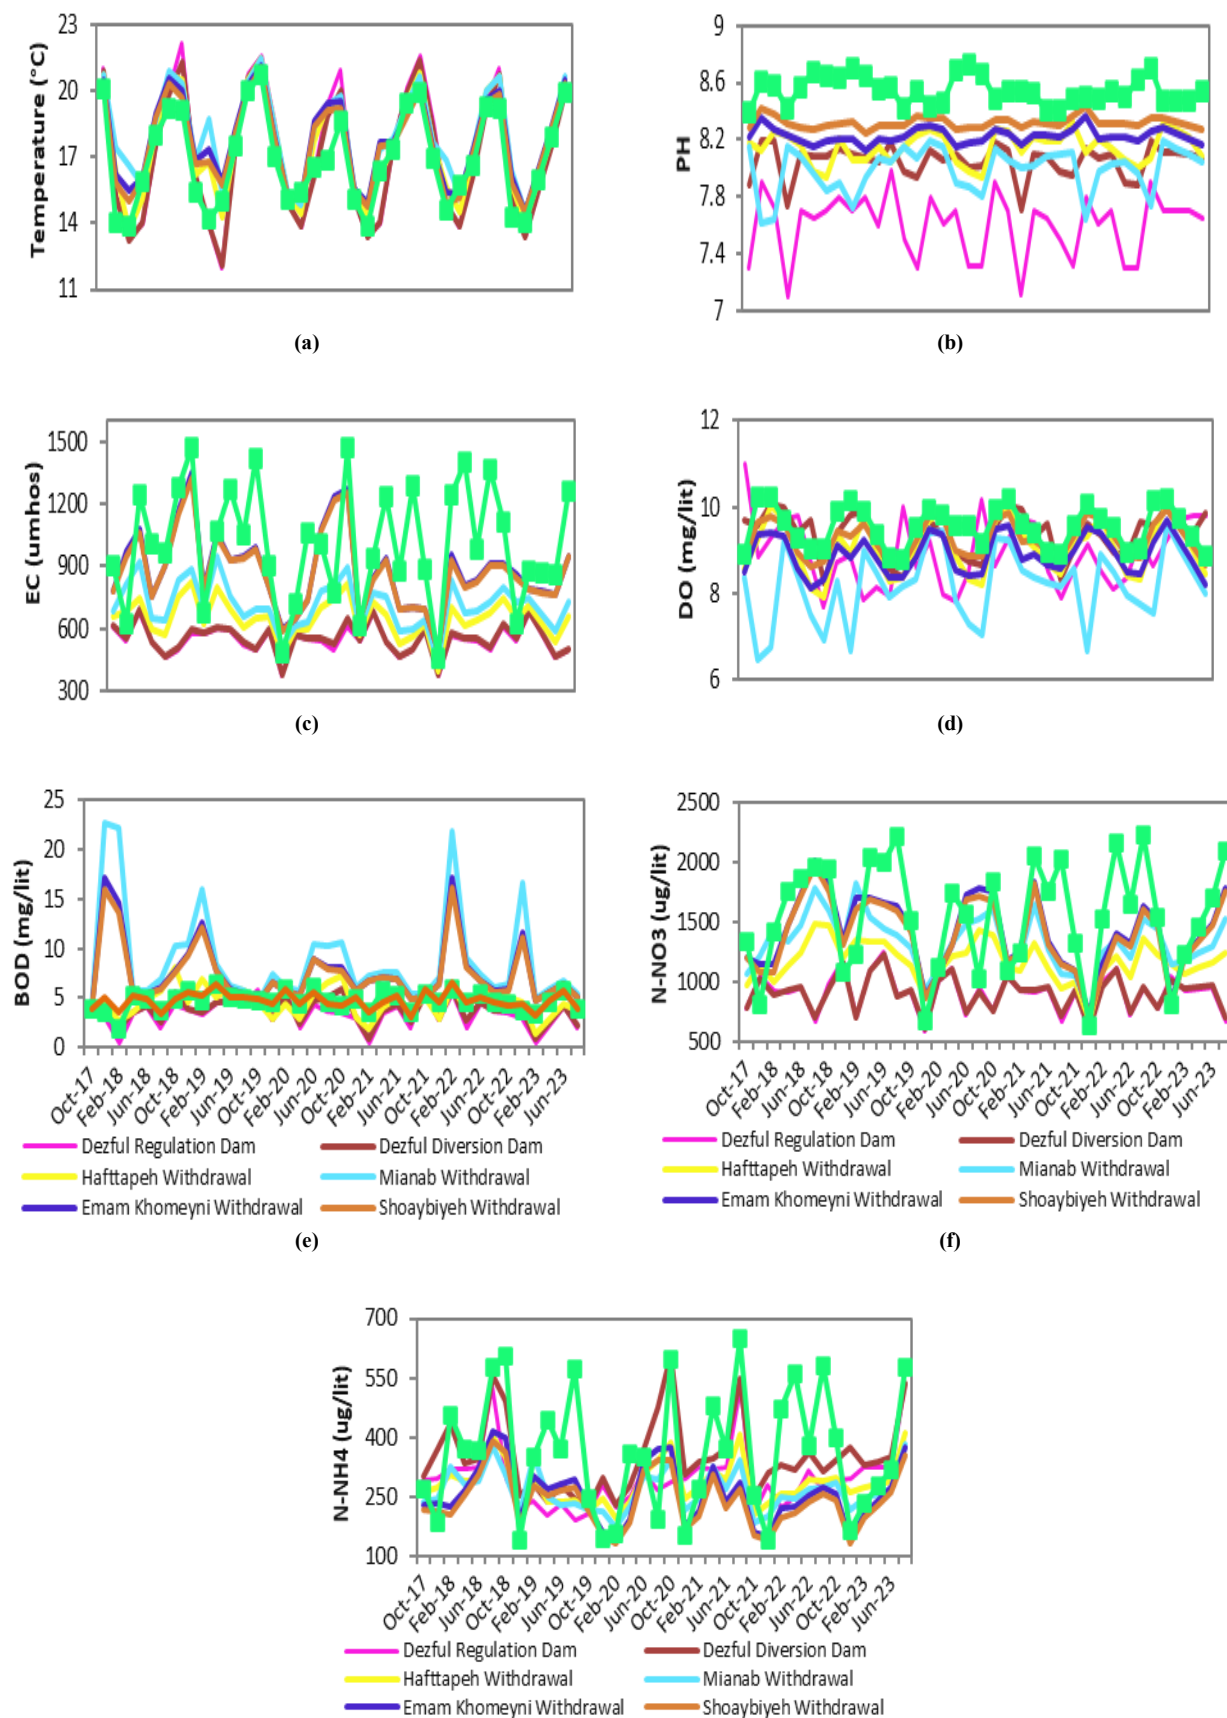 23
20
17
14
11
Temperature (°C)
(a)
9
8.6
8.2
7.8
7.4
7
PH
(b)
1500
1200
900
600
300
EC (umhos)
(c)
12
10
8
6
DO (mg/lit)
(d)
25
20
15
10
5
0
BOD (mg/lit)
Oct-17
Feb-18
Jun-18
Oct-18
Feb-19
Jun-19
Oct-19
Feb-20
Jun-20
Oct-20
Feb-21
Jun-21
Oct-21
Feb-22
Jun-22
Oct-22
Feb-23
Jun-23
Dezful Regulation Dam
Dezful Diversion Dam
Hafttapeh Withdrawal
Mianab Withdrawal
Emam Khomeyni Withdrawal
Shoaybiyeh Withdrawal
(e)
2500
2000
1500
1000
500
N-NO3 (ug/lit)
Oct-17
Feb-18
Jun-18
Oct-18
Feb-19
Jun-19
Oct-19
Feb-20
Jun-20
Oct-20
Feb-21
Jun-21
Oct-21
Feb-22
Jun-22
Oct-22
Feb-23
Jun-23
Dezful Regulation Dam
Dezful Diversion Dam
Hafttapeh Withdrawal
Mianab Withdrawal
Emam Khomeyni Withdrawal
Shoaybiyeh Withdrawal
(f)
700
550
400
250
100
N-NH4 (ug/lit)
Oct-17
Feb-18
Jun-18
Oct-18
Feb-19
Jun-19
Oct-19
Feb-20
Jun-20
Oct-20
Feb-21
Jun-21
Oct-21
Feb-22
Jun-22
Oct-22
Feb-23
Jun-23
Dezful Regulation Dam
Dezful Diversion Dam
Hafttapeh Withdrawal
Mianab Withdrawal
Emam Khomeyni Withdrawal
Shoaybiyeh Withdrawal